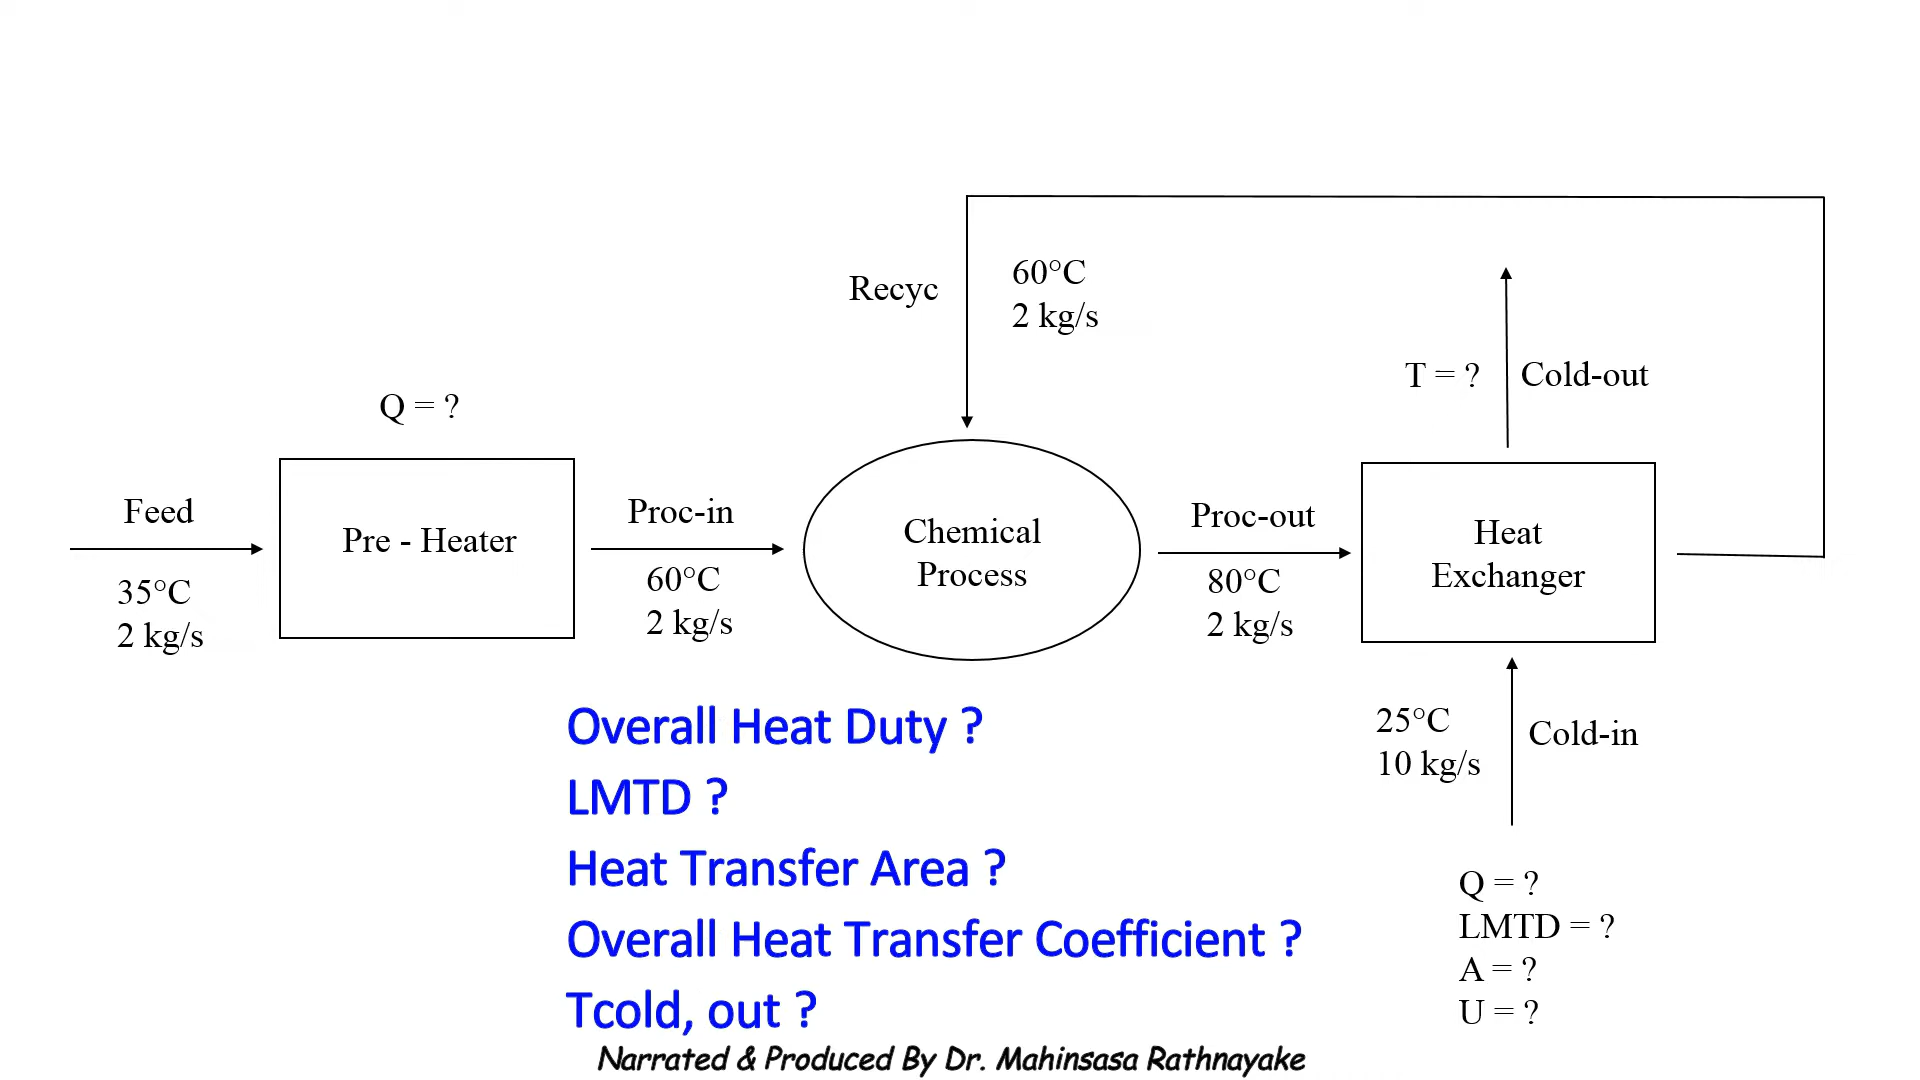 Recyc
60°C
2 kg/s
T = ?
Cold-out
Q = ?
Feed
35°C
2 kg/s
Pre - Heater
Proc-in
60°C
2 kg/s
Chemical
Process
Proc-out
80°C
2 kg/s
Heat
Exchanger
25°C
10 kg/s
Cold-in
Overall Heat Duty ?
LMTD ?
Heat Transfer Area ?
Overall Heat Transfer Coefficient ?
Tcold, out ?
Q = ?
LMTD = ?
A = ?
U = ?
Narrated & Produced By Dr. Mahinsasa Rathnayake